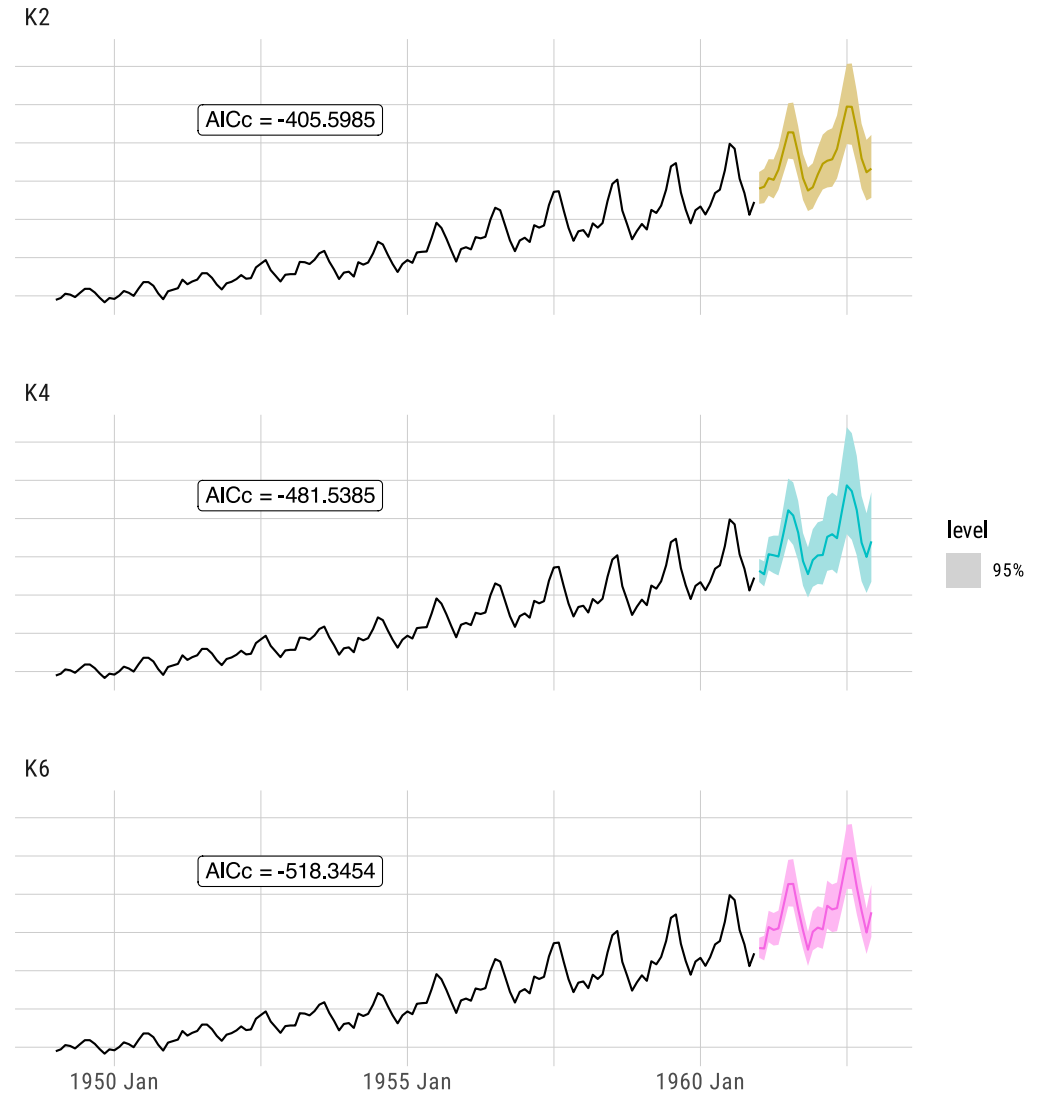 K2
AICc = -405.5985
K4
AICc = -481.5385
level
95%
K6
AICc = -518.3454
1950 Jan
1955 Jan
1960 Jan